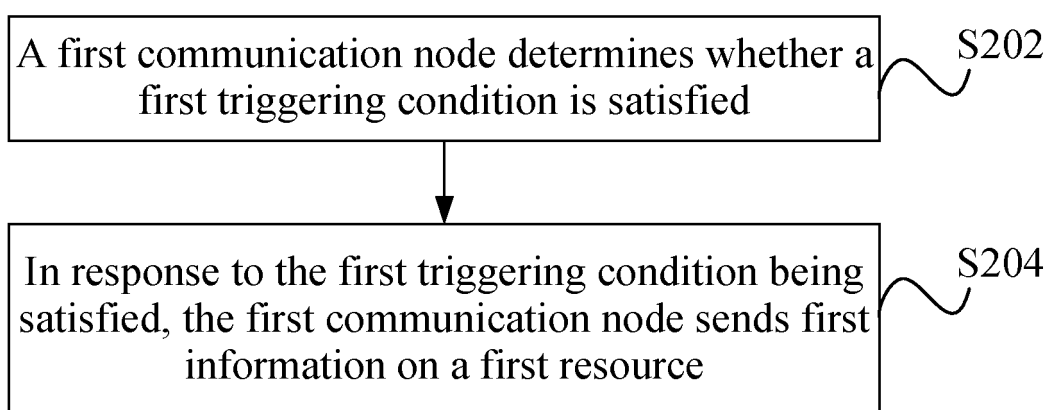 A first communication node determines whether a
first triggering condition is satisfied
S202
In response to the first triggering condition being
satisfied, the first communication node sends first
information on a first resource
S204